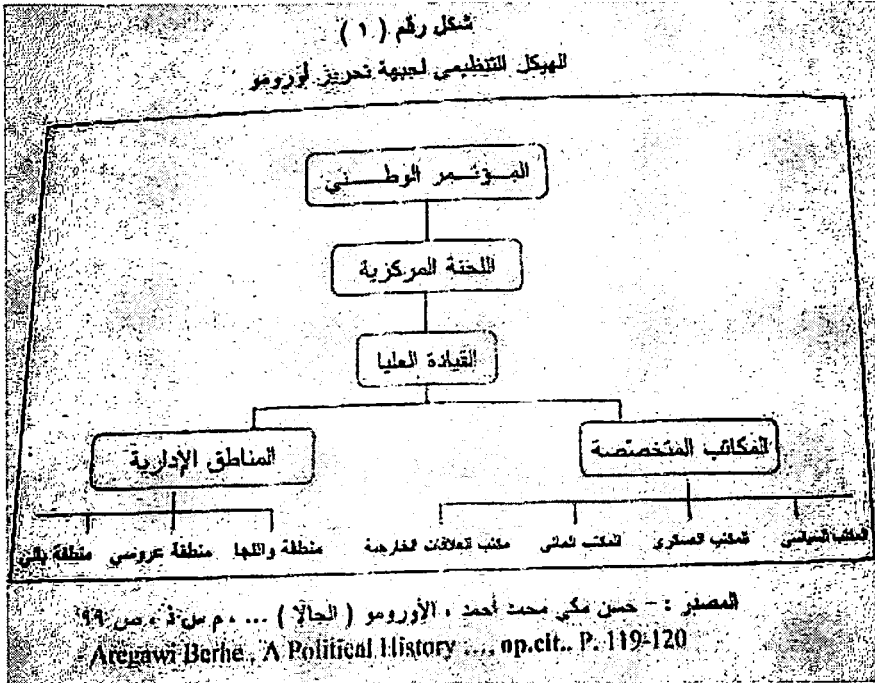 شكل رقم ( ١ )
الهيكل التنظيمي لجبهة تحرير أورومو
المؤتمر الوطني
اللجنة المركزية
القيادة العليا
المكاتب المتخصصة
المناطق الإدارية
المكتب السياسي
المكتب العسكري
المكتب المالي
مكتب العلاقات الخارجية
منطقة واللجا
منطقة عروسي
منطقة بالي
المصدر : - حسن مكي محمد أحمد ، الأورومو ( الجالا ) ... ، م س ذ ، ص ٩٩
Aregawi Berhe , A Political History ..., op.cit.. P. 119-120